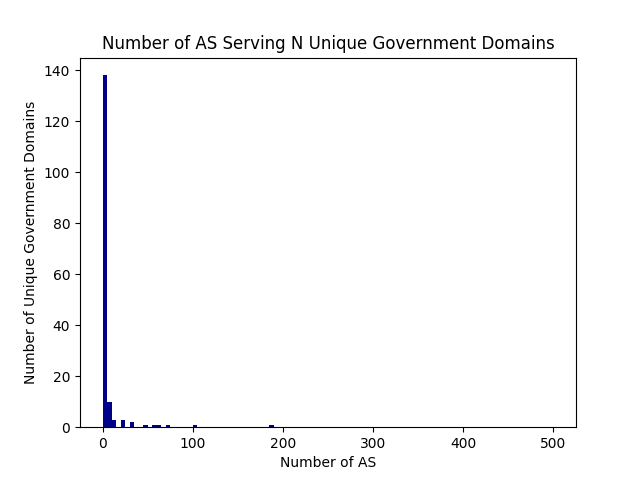 Number of AS Serving N Unique Government Domains
Number of Unique Government Domains
140
120
100
80
60
40
20
0
0 100 200 300 400 500
Number of AS